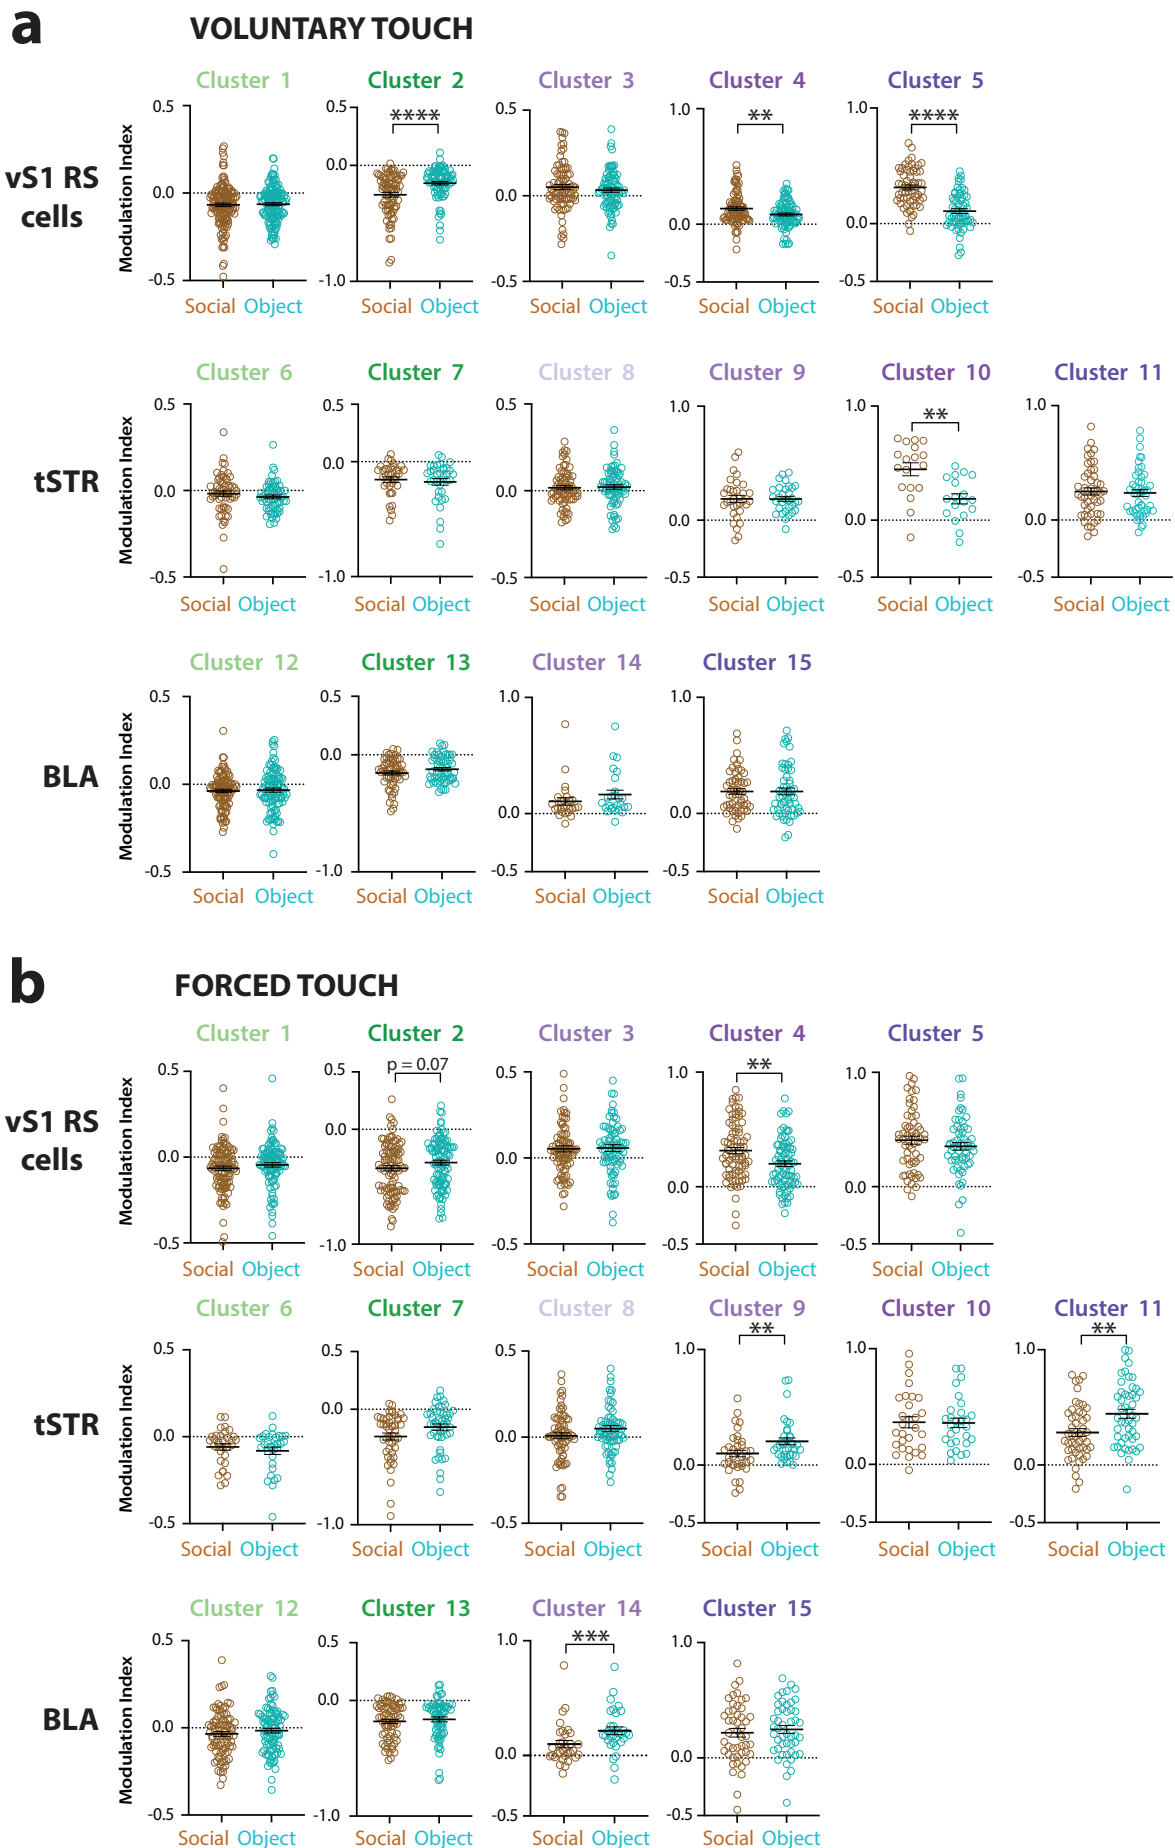 a
VOLUNTARY TOUCH
Cluster 1 Cluster 2 Cluster 3 Cluster 4 Cluster 5
vS1 RS cells
Modulation Index
0.5 0.0 -0.5
0.5 0.0 -1.0
0.5 0.0 -0.5
1.0 0.0 -0.5
1.0 0.0 -0.5
**** ** ****
Social Object Social Object Social Object Social Object Social Object
Cluster 6 Cluster 7 Cluster 8 Cluster 9 Cluster 10 Cluster 11
tSTR
Modulation Index
0.5 0.0 -0.5
0.5 0.0 -1.0
0.5 0.0 -0.5
1.0 0.0 -0.5
1.0 0.0 -0.5
1.0 0.0 -0.5
**
Social Object Social Object Social Object Social Object Social Object Social Object
Cluster 12 Cluster 13 Cluster 14 Cluster 15
BLA
Modulation Index
0.5 0.0 -0.5
0.5 0.0 -1.0
1.0 0.0 -0.5
1.0 0.0 -0.5
Social Object Social Object Social Object Social Object
b
FORCED TOUCH
Cluster 1 Cluster 2 Cluster 3 Cluster 4 Cluster 5
vS1 RS cells
Modulation Index
0.5 0.0 -0.5
0.5 0.0 -1.0
0.5 0.0 -0.5
1.0 0.0 -0.5
1.0 0.0 -0.5
p = 0.07 **
Social Object Social Object Social Object Social Object Social Object
Cluster 6 Cluster 7 Cluster 8 Cluster 9 Cluster 10 Cluster 11
tSTR
Modulation Index
0.5 0.0 -0.5
0.5 0.0 -1.0
0.5 0.0 -0.5
1.0 0.0 -0.5
1.0 0.0 -0.5
1.0 0.0 -0.5
** **
Social Object Social Object Social Object Social Object Social Object Social Object
Cluster 12 Cluster 13 Cluster 14 Cluster 15
BLA
Modulation Index
0.5 0.0 -0.5
0.5 0.0 -1.0
1.0 0.0 -0.5
1.0 0.0 -0.5
***
Social Object Social Object Social Object Social Object